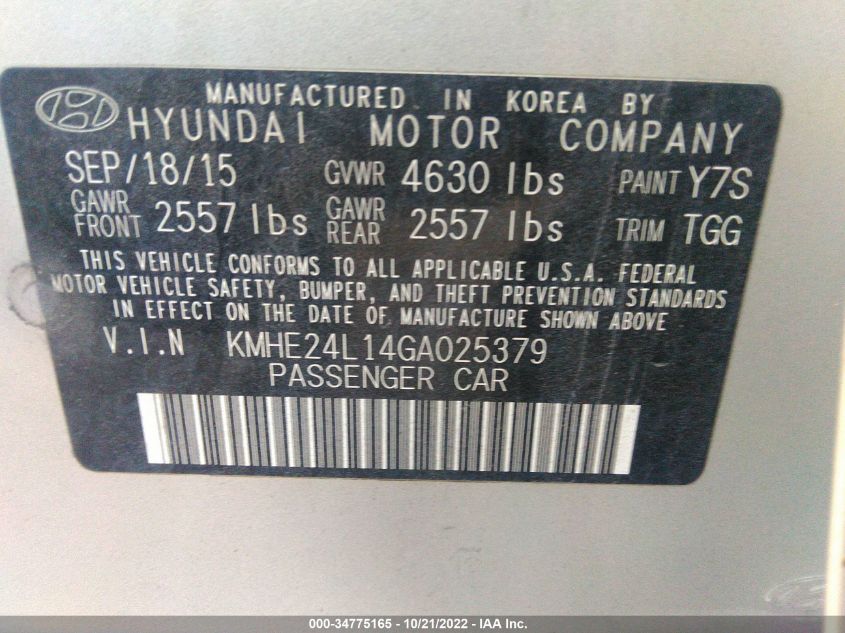 MANUFACTURED IN KOREA BY
HYUNDAI MOTOR COMPANY
SEP/18/15 GVWR 4630 lbs PAINT Y7S
GAWR FRONT 2557 lbs GAWR REAR 2557 lbs TRIM TGG
THIS VEHICLE CONFORMS TO ALL APPLICABLE U.S.A. FEDERAL
MOTOR VEHICLE SAFETY, BUMPER, AND THEFT PREVENTION STANDARDS
IN EFFECT ON THE DATE OF MANUFACTURE SHOWN ABOVE
V.I.N KMHE24L14GA025379
PASSENGER CAR
000-34775165 - 10/21/2022 - IAA Inc.